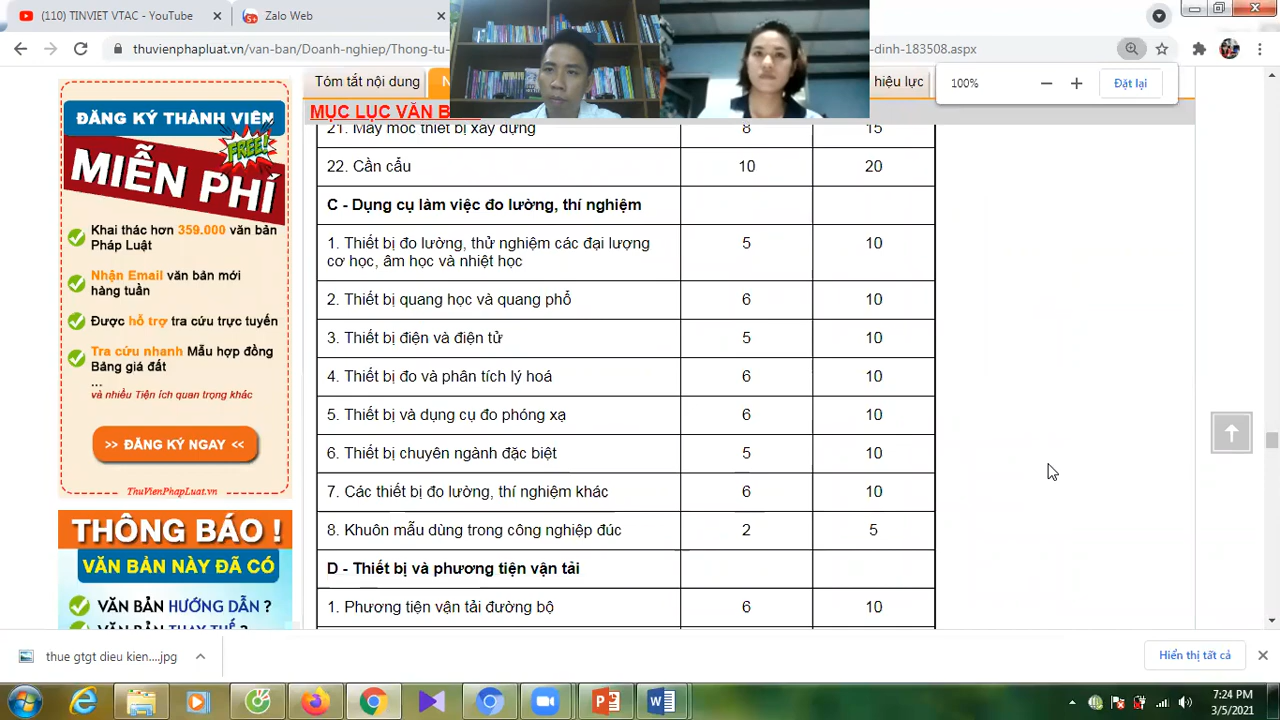 (110) TINVIET VTAC - YouTube
Zalo Web
thuvienphapluat.vn/van-ban/Doanh-nghiep/Thong-tu-
dinh-183508.aspx
100%
Đặt lại
Tóm tắt nội dung
N
hiệu lực
MỤC LỤC VĂN B
ĐĂNG KÝ THÀNH VIÊN
FREE!
MIỄN PHÍ
Khai thác hơn 359.000 văn bản
Pháp Luật
Nhận Email văn bản mới
hàng tuần
Được hỗ trợ tra cứu trực tuyến
Tra cứu nhanh Mẫu hợp đồng
Bảng giá đất
...
và nhiều Tiện ích quan trọng khác
>> ĐĂNG KÝ NGAY <<
ThuVienPhapLuat.vn
THÔNG BÁO !
VĂN BẢN NÀY ĐÃ CÓ
VĂN BẢN HƯỚNG DẪN ?
VĂN BẢN THAY THẾ ?
21. Máy móc thiết bị xây dựng 8 15
22. Cần cẩu 10 20
C - Dụng cụ làm việc đo lường, thí nghiệm
1. Thiết bị đo lường, thử nghiệm các đại lượng 5 10
cơ học, âm học và nhiệt học
2. Thiết bị quang học và quang phổ 6 10
3. Thiết bị điện và điện tử 5 10
4. Thiết bị đo và phân tích lý hoá 6 10
5. Thiết bị và dụng cụ đo phóng xạ 6 10
6. Thiết bị chuyên ngành đặc biệt 5 10
7. Các thiết bị đo lường, thí nghiệm khác 6 10
8. Khuôn mẫu dùng trong công nghiệp đúc 2 5
D - Thiết bị và phương tiện vận tải
1. Phương tiện vận tải đường bộ 6 10
thue gtgt dieu kien....jpg
Hiển thị tất cả
7:24 PM
3/5/2021